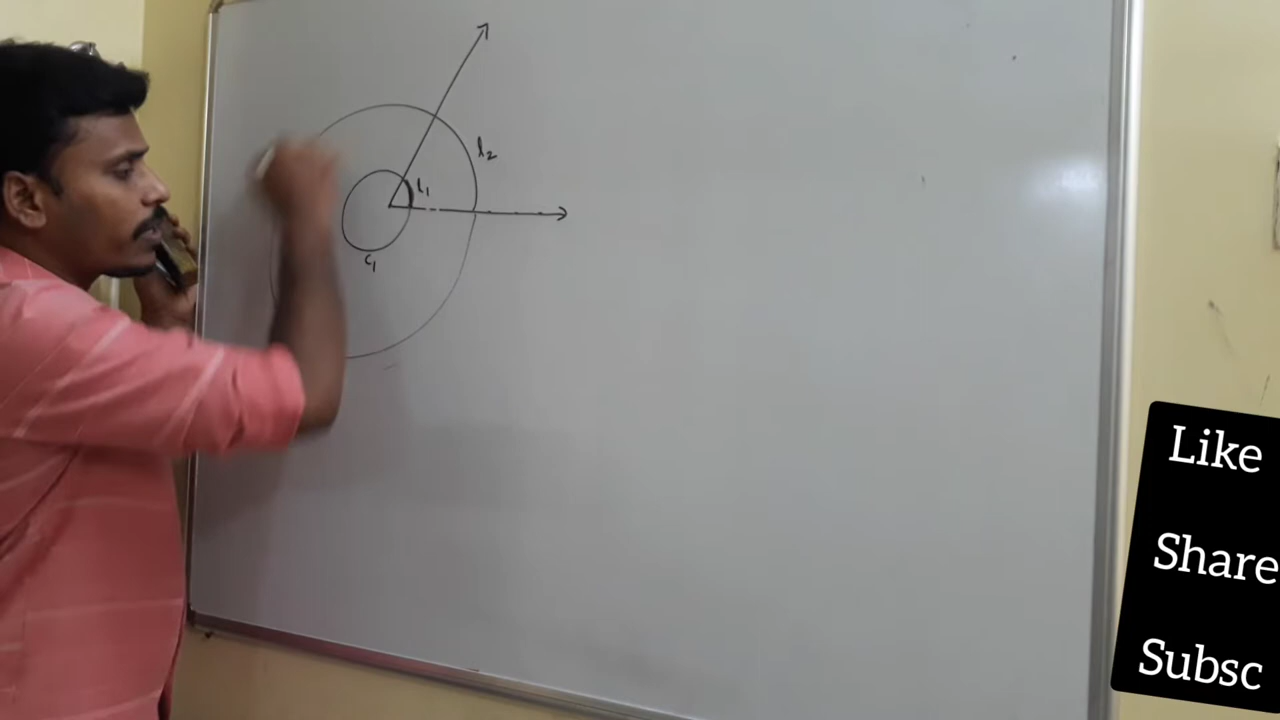 l₂
l₁
C₁
Like
Share
Subsc